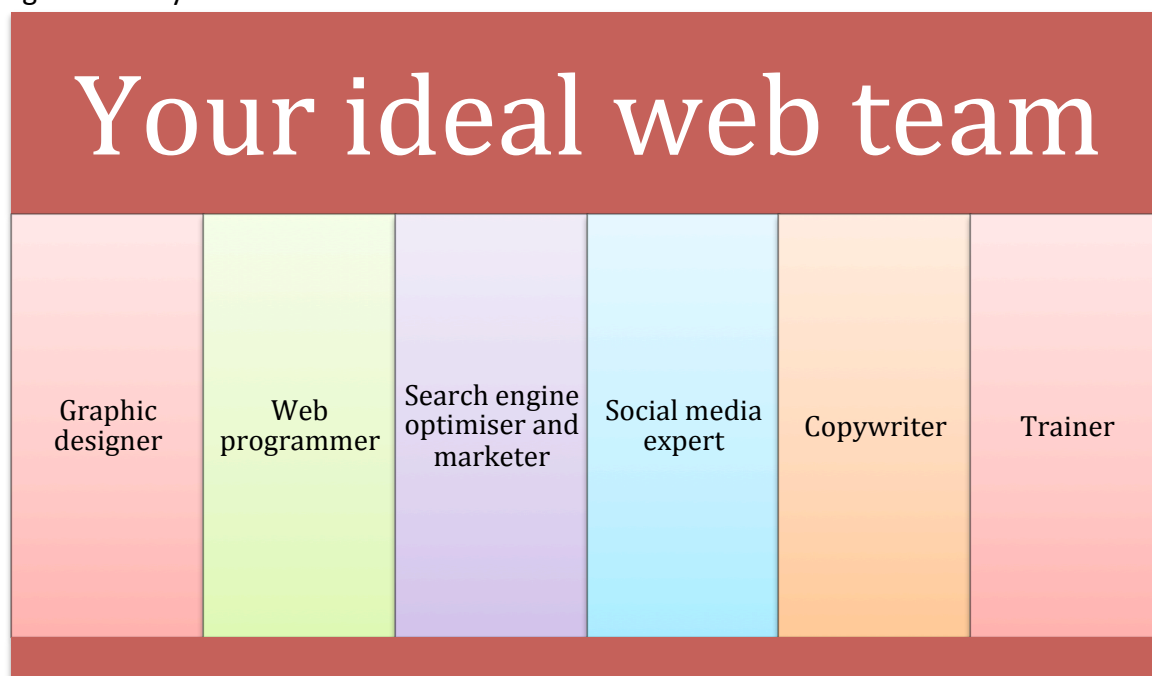 Your ideal web team
Graphic
designer
Web
programmer
Search engine
optimiser and
marketer
Social media
expert
Copywriter
Trainer